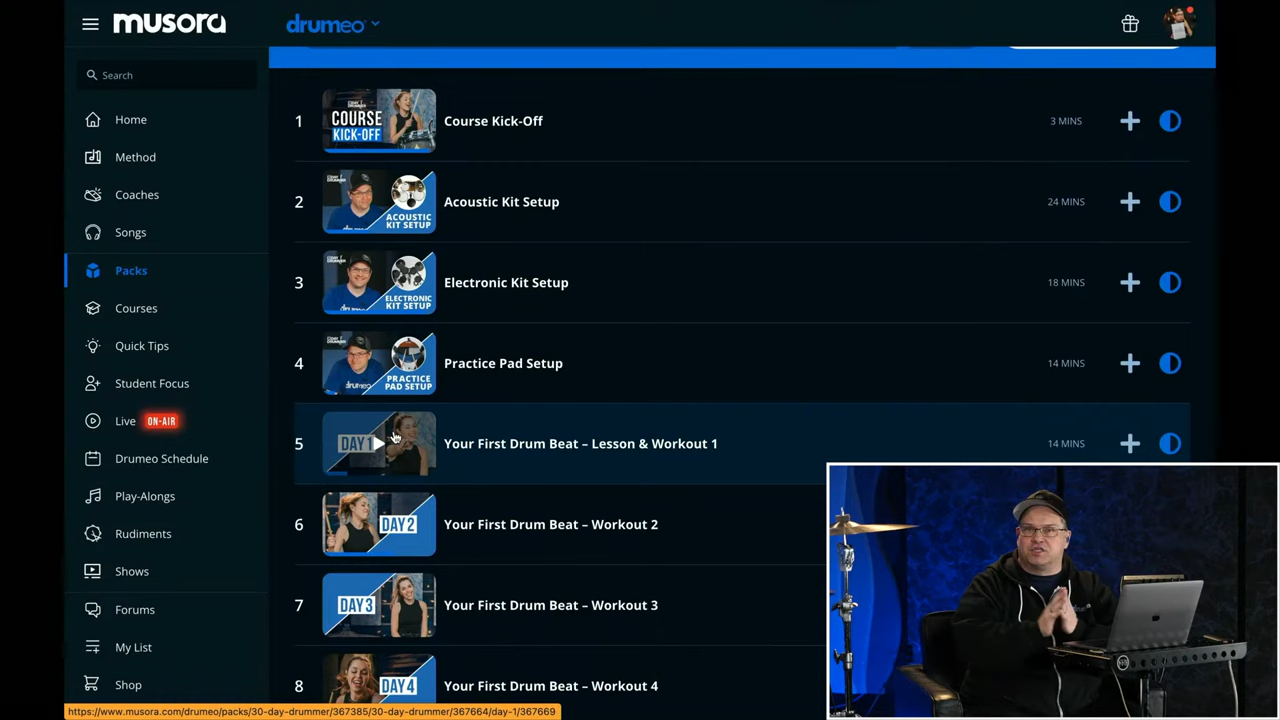 musora
drumeo
Search
Home
Method
Coaches
Songs
Packs
Courses
Quick Tips
Student Focus
Live ON-AIR
Drumeo Schedule
Play-Alongs
Rudiments
Shows
Forums
My List
Shop
1 COURSE KICK-OFF Course Kick-Off 3 MINS
2 ACOUSTIC KIT SETUP Acoustic Kit Setup 24 MINS
3 ELECTRONIC KIT SETUP Electronic Kit Setup 18 MINS
4 PRACTICE PAD SETUP Practice Pad Setup 14 MINS
5 DAY 1 Your First Drum Beat – Lesson & Workout 1 14 MINS
6 DAY 2 Your First Drum Beat – Workout 2
7 DAY 3 Your First Drum Beat – Workout 3
8 DAY 4 Your First Drum Beat – Workout 4
https://www.musora.com/drumeo/packs/30-day-drummer/367385/30-day-drummer/367664/day-1/367669